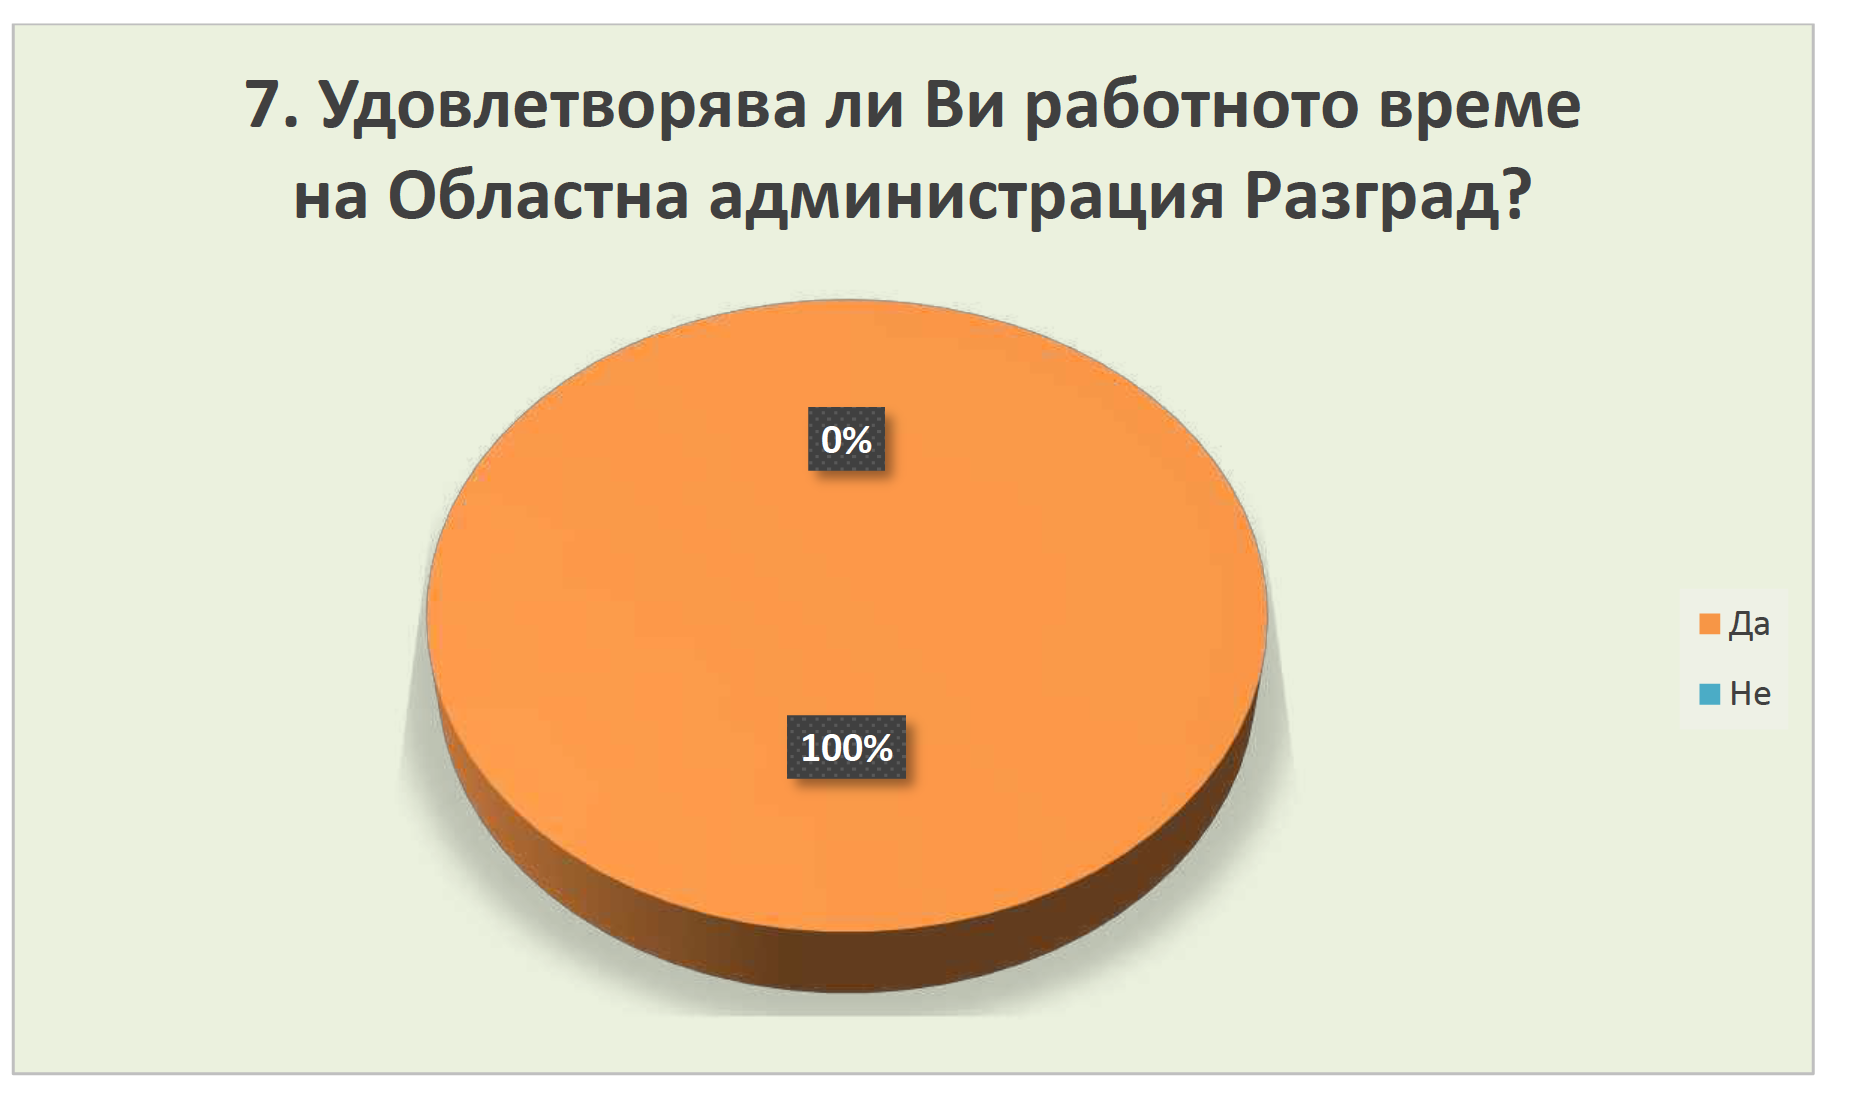 7. Удовлетворява ли Ви работното време
на Областна администрация Разград?
0%
100%
Да
Не